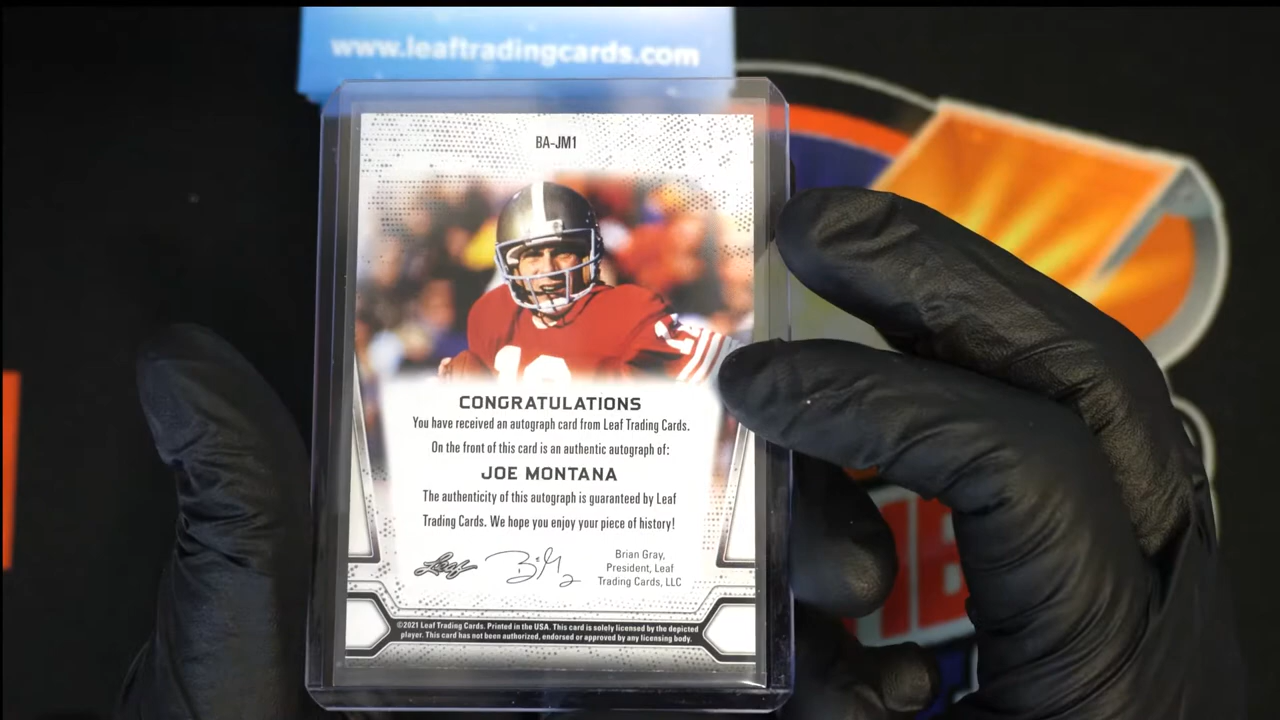 www.leaftradingcards.com
BA-JM1
CONGRATULATIONS
You have received an autograph card from Leaf Trading Cards.
On the front of this card is an authentic autograph of:
JOE MONTANA
The authenticity of this autograph is guaranteed by Leaf
Trading Cards. We hope you enjoy your piece of history!
Leaf
Brian Gray,
President, Leaf
Trading Cards, LLC
©2021 Leaf Trading Cards. Printed in the USA. This card is solely licensed by the depicted
player. This card has not been authorized, endorsed or approved by any licensing body.